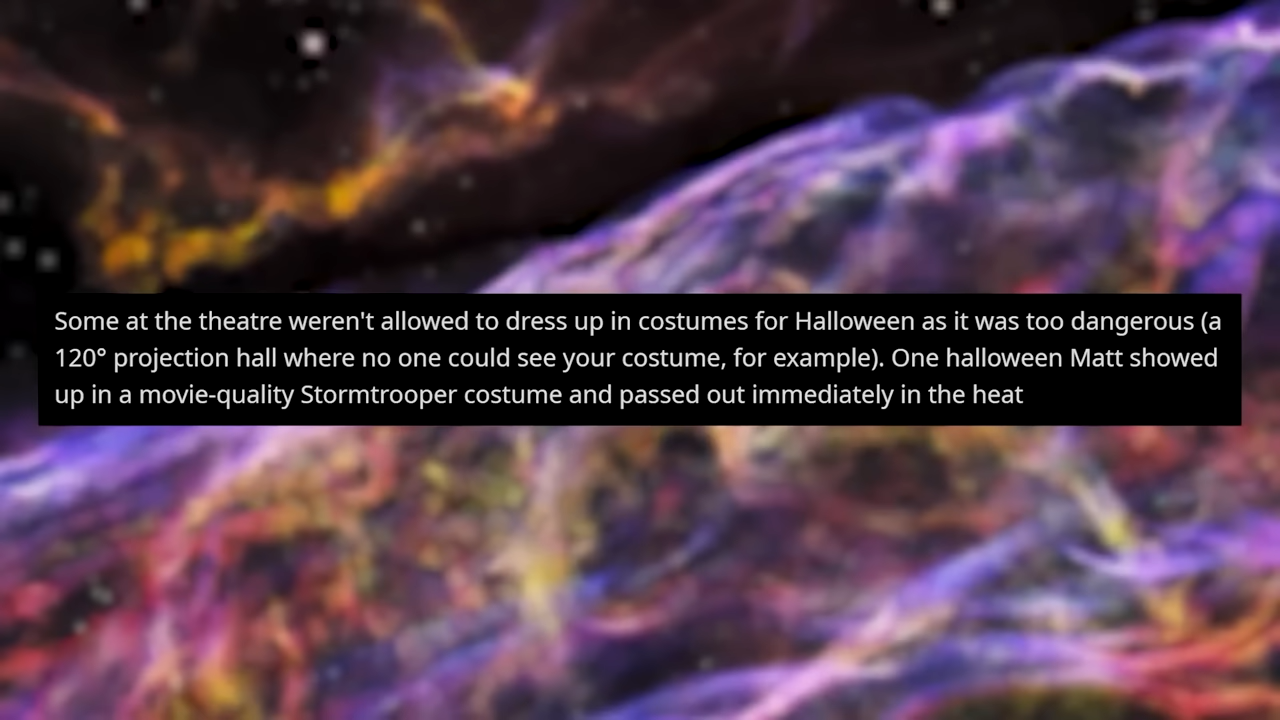 Some at the theatre weren't allowed to dress up in costumes for Halloween as it was too dangerous (a
120° projection hall where no one could see your costume, for example). One halloween Matt showed
up in a movie-quality Stormtrooper costume and passed out immediately in the heat